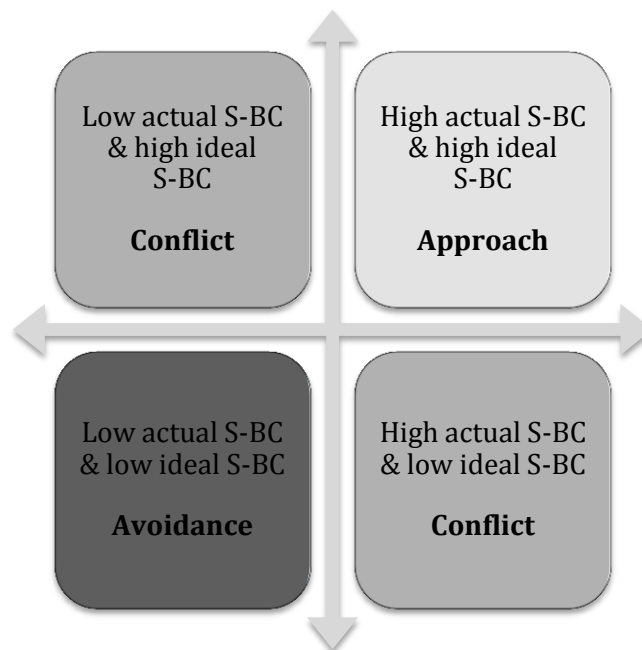 Low actual S-BC
& high ideal
S-BC
Conflict
High actual S-BC
& high ideal
S-BC
Approach
Low actual S-BC
& low ideal S-BC
Avoidance
High actual S-BC
& low ideal S-BC
Conflict